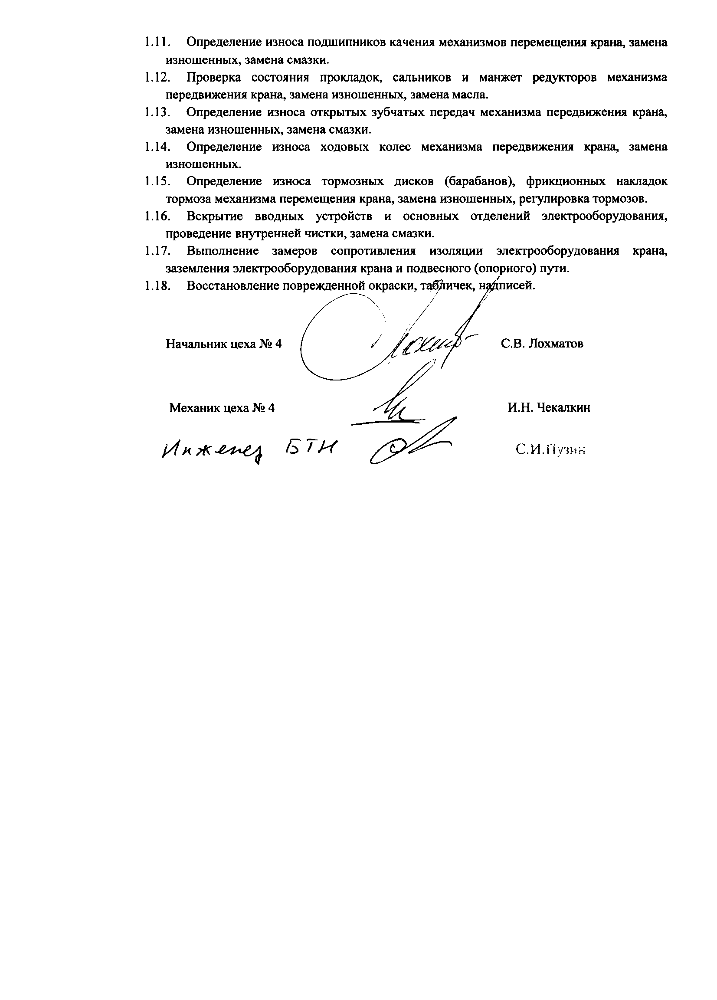 1.11. Определение износа подшипников качения механизмов перемещения крана, замена
изношенных, замена смазки.
1.12. Проверка состояния прокладок, сальников и манжет редукторов механизма
передвижения крана, замена изношенных, замена масла.
1.13. Определение износа открытых зубчатых передач механизма передвижения крана,
замена изношенных, замена смазки.
1.14. Определение износа ходовых колес механизма передвижения крана, замена
изношенных.
1.15. Определение износа тормозных дисков (барабанов), фрикционных накладок
тормоза механизма перемещения крана, замена изношенных, регулировка тормозов.
1.16. Вскрытие вводных устройств и основных отделений электрооборудования,
проведение внутренней чистки, замена смазки.
1.17. Выполнение замеров сопротивления изоляции электрооборудования крана,
заземления электрооборудования крана и подвесного (опорного) пути.
1.18. Восстановление поврежденной окраски, табличек, надписей.
Начальник цеха № 4 С.В. Лохматов
Механик цеха № 4 И.Н. Чекалкин
Инженер БТН С.И.Пузин